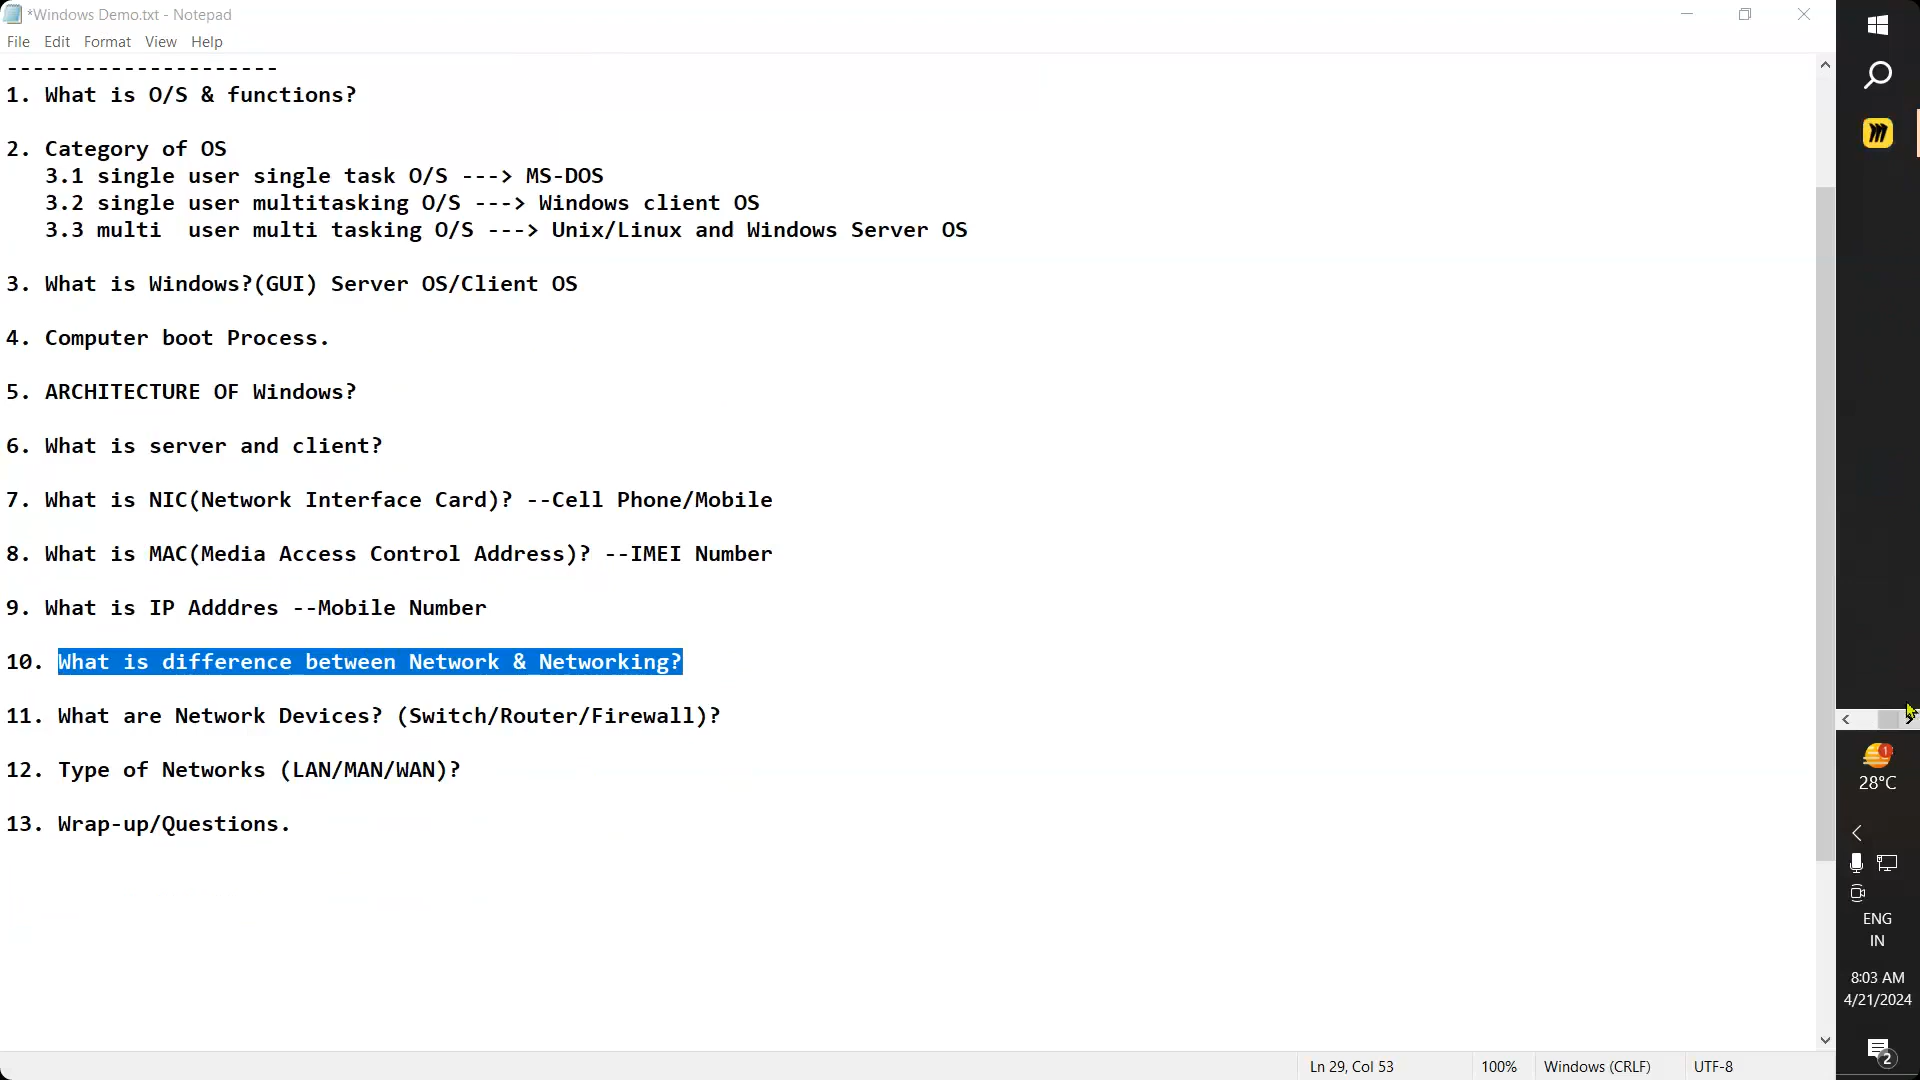 *Windows Demo.txt - Notepad
File Edit Format View Help
---------------------
1. What is O/S & functions?
2. Category of OS
3.1 single user single task O/S ---> MS-DOS
3.2 single user multitasking O/S ---> Windows client OS
3.3 multi  user multi tasking O/S ---> Unix/Linux and Windows Server OS
3. What is Windows?(GUI) Server OS/Client OS
4. Computer boot Process.
5. ARCHITECTURE OF Windows?
6. What is server and client?
7. What is NIC(Network Interface Card)? --Cell Phone/Mobile
8. What is MAC(Media Access Control Address)? --IMEI Number
9. What is IP Adddres --Mobile Number
10. What is difference between Network & Networking?
11. What are Network Devices? (Switch/Router/Firewall)?
12. Type of Networks (LAN/MAN/WAN)?
13. Wrap-up/Questions.
Ln 29, Col 53 100% Windows (CRLF) UTF-8
1
28°C
ENG
IN
8:03 AM
4/21/2024
2